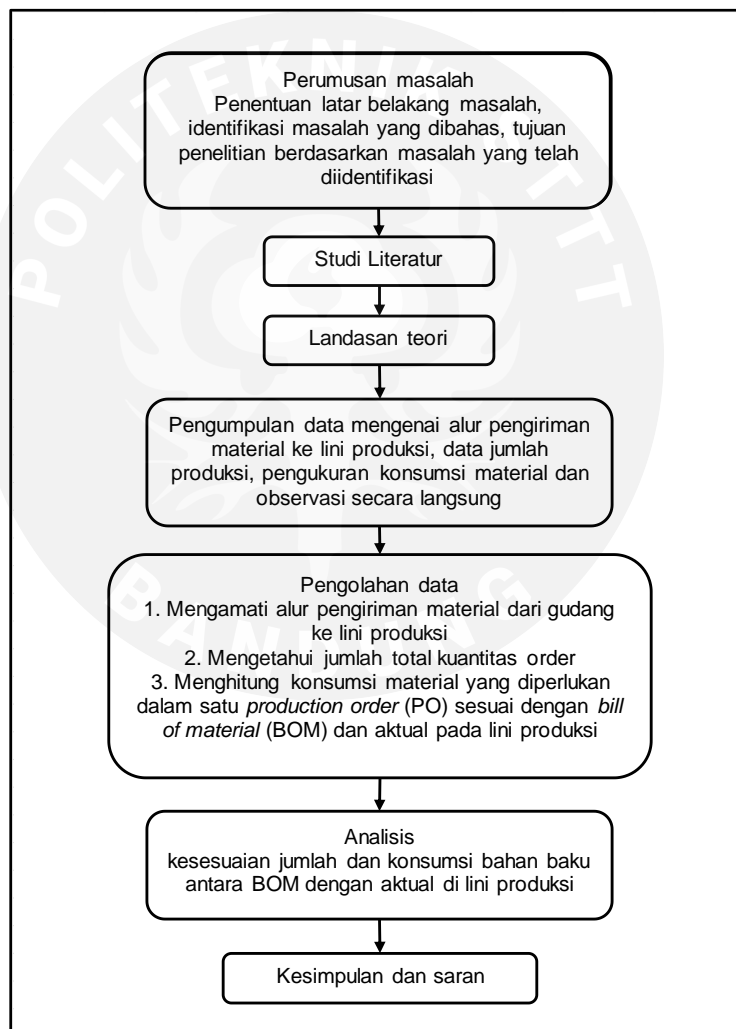 Perumusan masalah
Penentuan latar belakang masalah,
identifikasi masalah yang dibahas, tujuan
penelitian berdasarkan masalah yang telah
diidentifikasi
Studi Literatur
Landasan teori
Pengumpulan data mengenai alur pengiriman
material ke lini produksi, data jumlah
produksi, pengukuran konsumsi material dan
observasi secara langsung
Pengolahan data
1. Mengamati alur pengiriman material dari gudang
ke lini produksi
2. Mengetahui jumlah total kuantitas order
3. Menghitung konsumsi material yang diperlukan
dalam satu production order (PO) sesuai dengan bill
of material (BOM) dan aktual pada lini produksi
Analisis
kesesuaian jumlah dan konsumsi bahan baku
antara BOM dengan aktual di lini produksi
Kesimpulan dan saran
POLITEKNIK STTT
BANDUNG